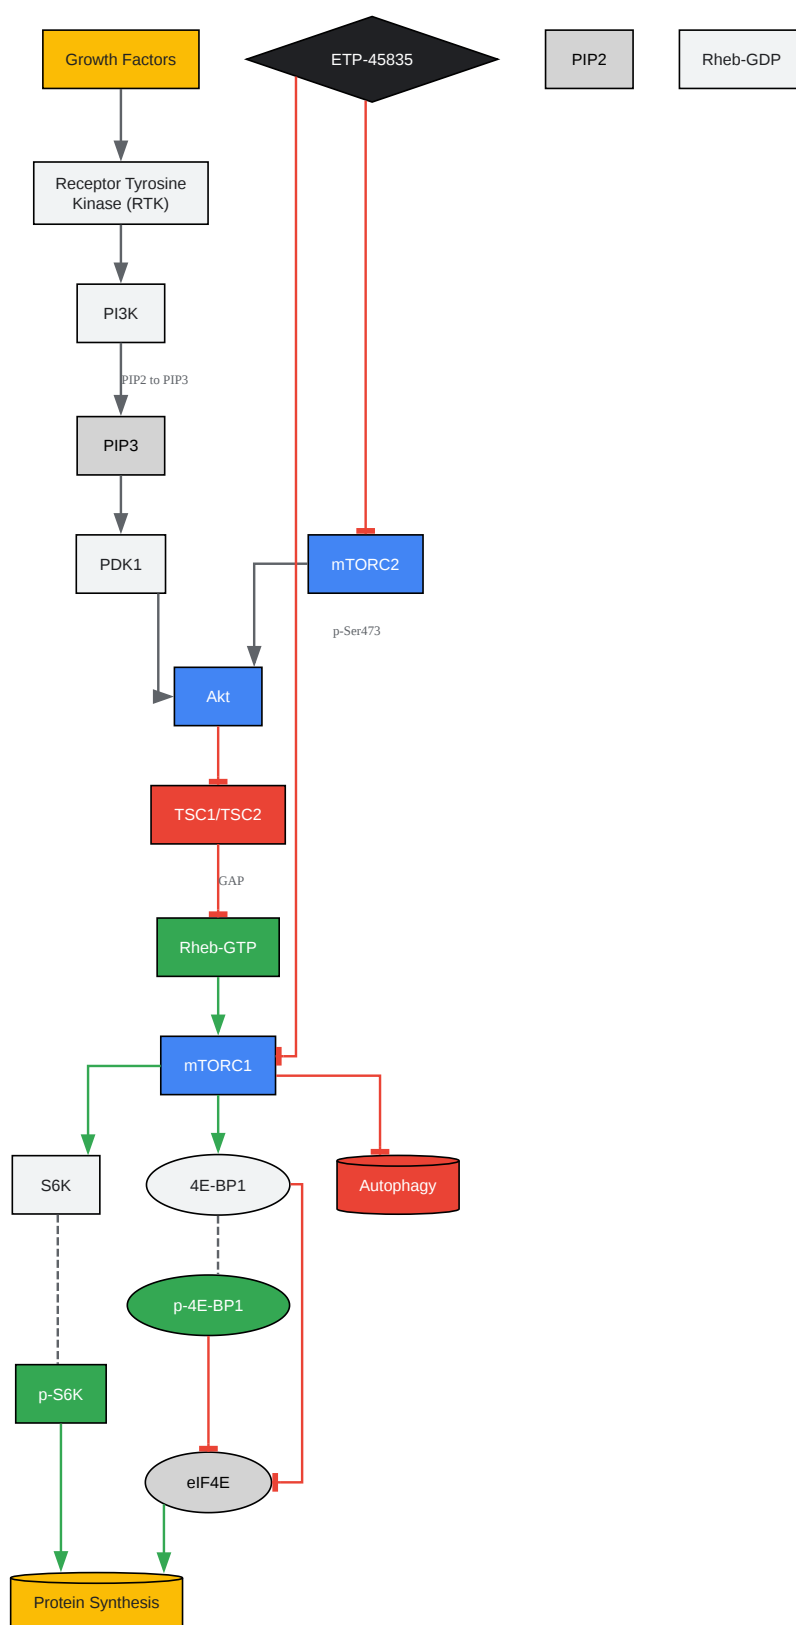 Growth Factors
ETP-45835
PIP2
Rheb-GDP
Receptor Tyrosine
Kinase (RTK)
PI3K
PIP2 to PIP3
PIP3
PDK1
mTORC2
p-Ser473
Akt
TSC1/TSC2
GAP
Rheb-GTP
mTORC1
S6K
4E-BP1
Autophagy
p-4E-BP1
p-S6K
eIF4E
Protein Synthesis